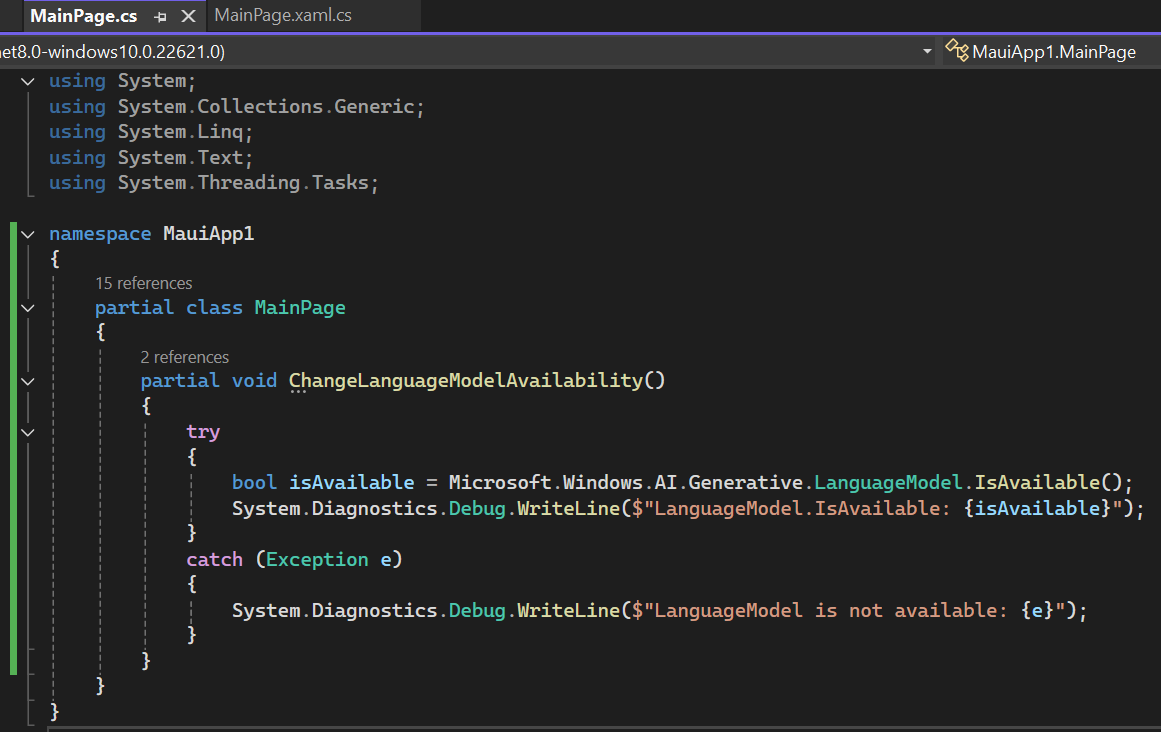 MainPage.cs MainPage.xaml.cs
net8.0-windows10.0.22621.0) MauiApp1.MainPage
using System;
using System.Collections.Generic;
using System.Linq;
using System.Text;
using System.Threading.Tasks;
namespace MauiApp1
{
15 references
partial class MainPage
{
2 references
partial void ChangeLanguageModelAvailability()
{
try
{
bool isAvailable = Microsoft.Windows.AI.Generative.LanguageModel.IsAvailable();
System.Diagnostics.Debug.WriteLine($"LanguageModel.IsAvailable: {isAvailable}");
}
catch (Exception e)
{
System.Diagnostics.Debug.WriteLine($"LanguageModel is not available: {e}");
}
}
}
}